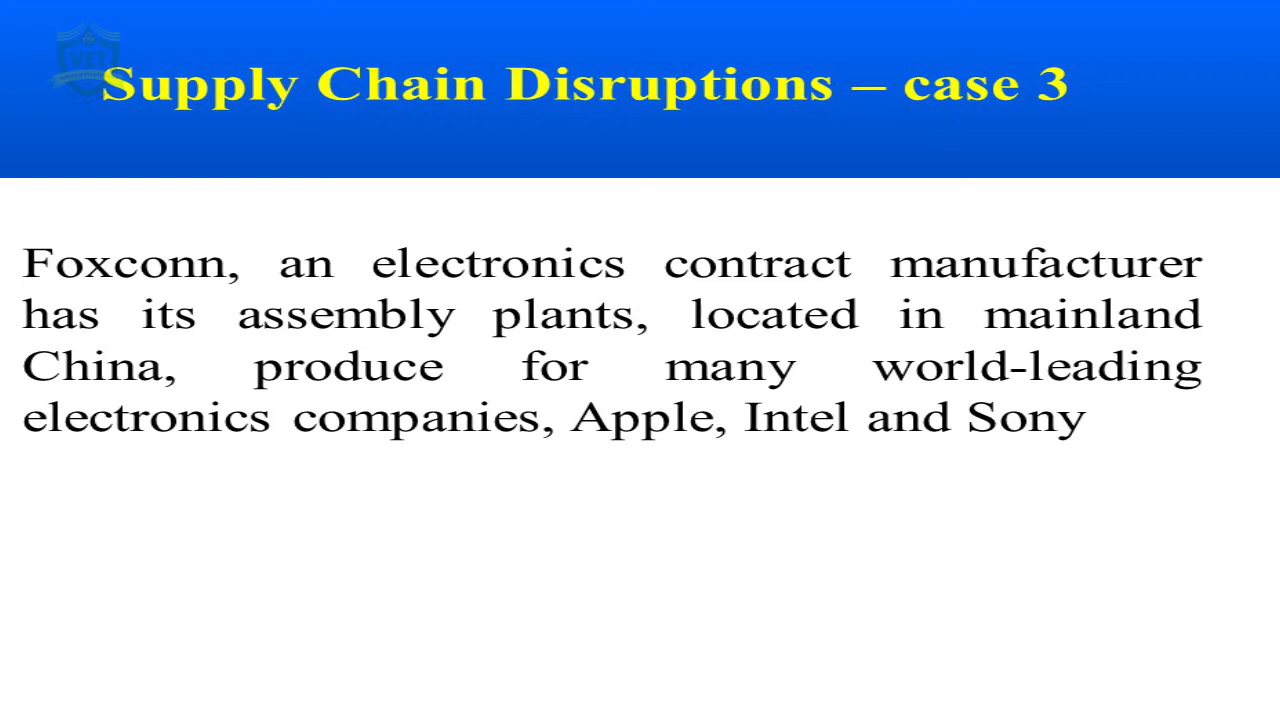 VET
Supply Chain Disruptions – case 3
Foxconn, an electronics contract manufacturer
has its assembly plants, located in mainland
China, produce for many world-leading
electronics companies, Apple, Intel and Sony